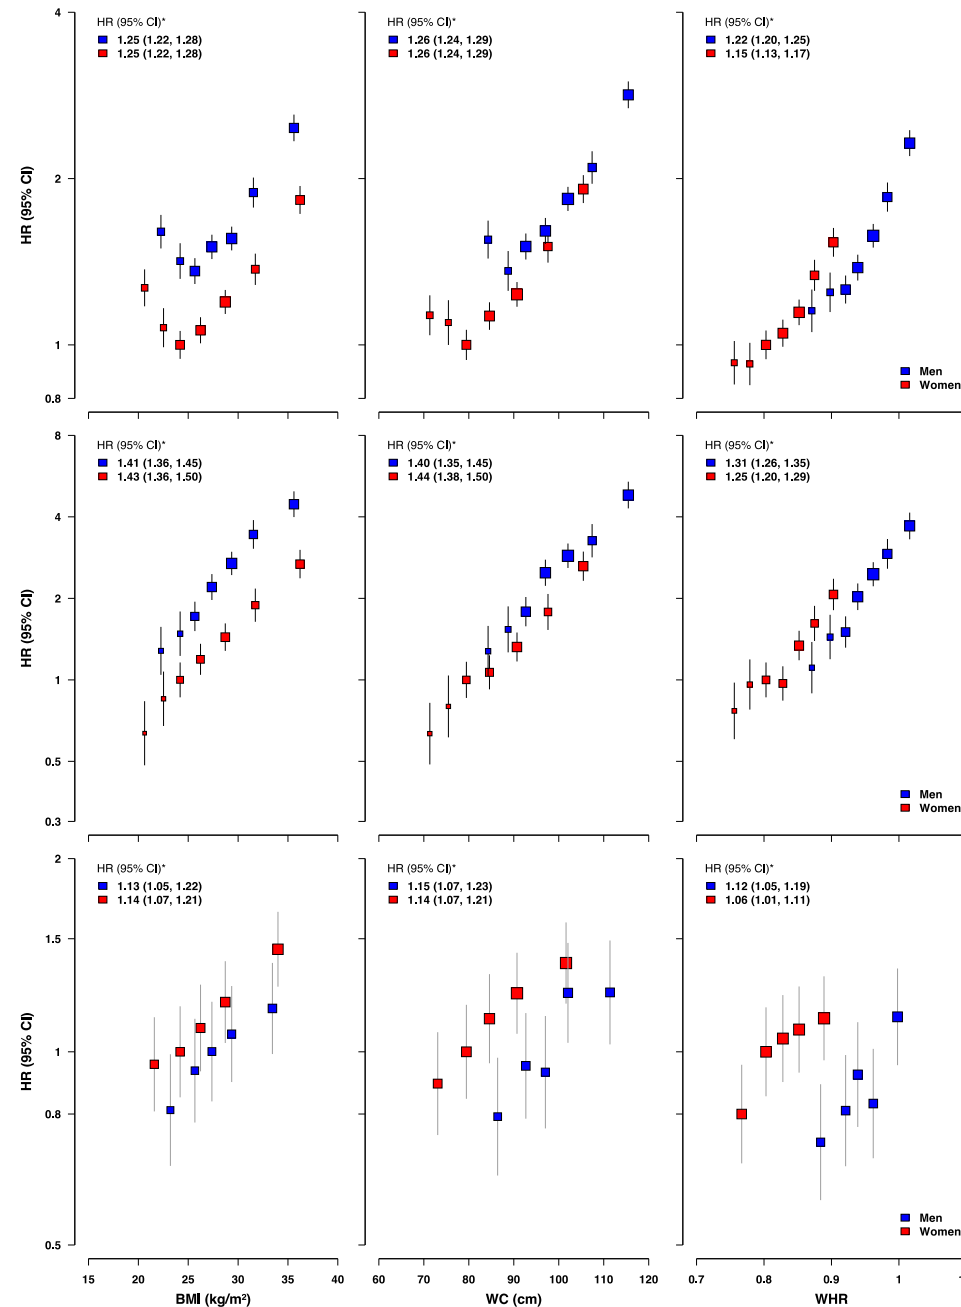 HR (95% CI)*
1.25 (1.22, 1.28)
1.25 (1.22, 1.28)
HR (95% CI)*
1.26 (1.24, 1.29)
1.26 (1.24, 1.29)
HR (95% CI)*
1.22 (1.20, 1.25)
1.15 (1.13, 1.17)
4
2
1
0.8
HR (95% CI)
Men
Women
HR (95% CI)*
1.41 (1.36, 1.45)
1.43 (1.36, 1.50)
HR (95% CI)*
1.40 (1.35, 1.45)
1.44 (1.38, 1.50)
HR (95% CI)*
1.31 (1.26, 1.35)
1.25 (1.20, 1.29)
8
4
2
1
0.5
0.3
HR (95% CI)
Men
Women
HR (95% CI)*
1.13 (1.05, 1.22)
1.14 (1.07, 1.21)
HR (95% CI)*
1.15 (1.07, 1.23)
1.14 (1.07, 1.21)
HR (95% CI)*
1.12 (1.05, 1.19)
1.06 (1.01, 1.11)
2
1.5
1
0.8
0.5
HR (95% CI)
Men
Women
15 20 25 30 35 40
60 70 80 90 100 110 120
0.7 0.8 0.9 1
BMI (kg/m²)
WC (cm)
WHR